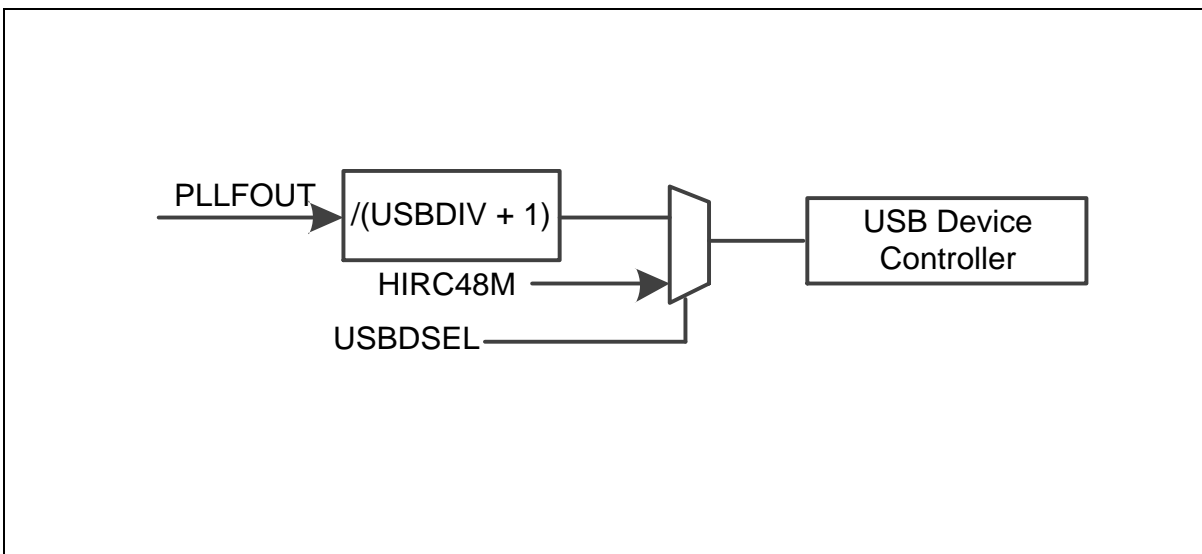 PLLFOUT
/(USBDIV + 1)
USB Device
Controller
HIRC48M
USBDSEL